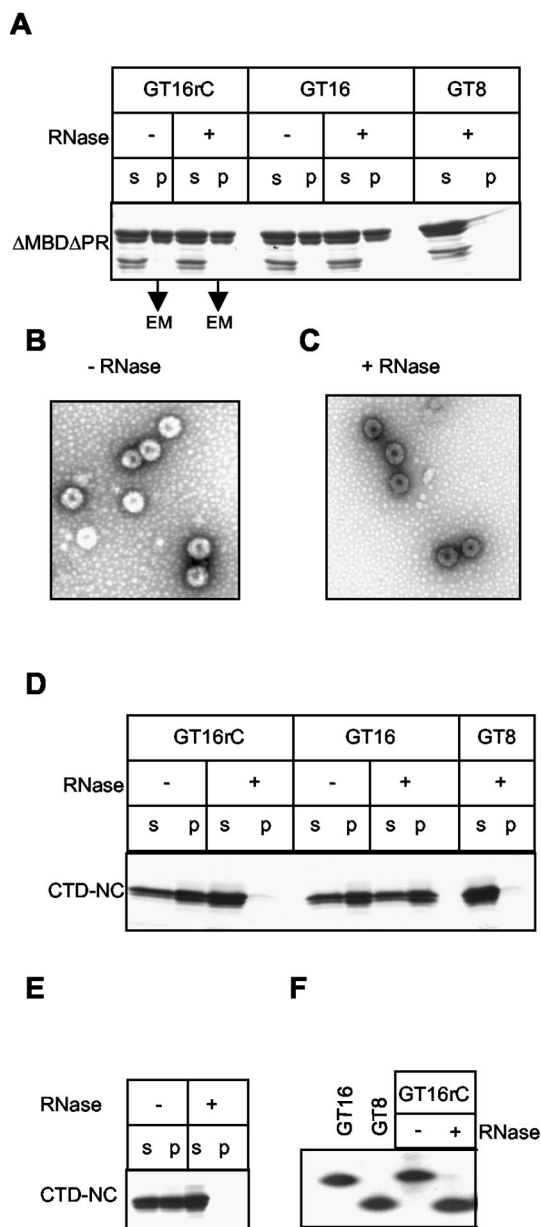 A
GT16rC GT16 GT8
RNase - + - + +
s p s p s p s p s p
ΔMBDΔPR
EM EM
B C
- RNase + RNase
D
GT16rC GT16 GT8
RNase - + - + +
s p s p s p s p s p
CTD-NC
E F
GT16 GT8 GT16rC
RNase - + - + RNase
s p s p
CTD-NC